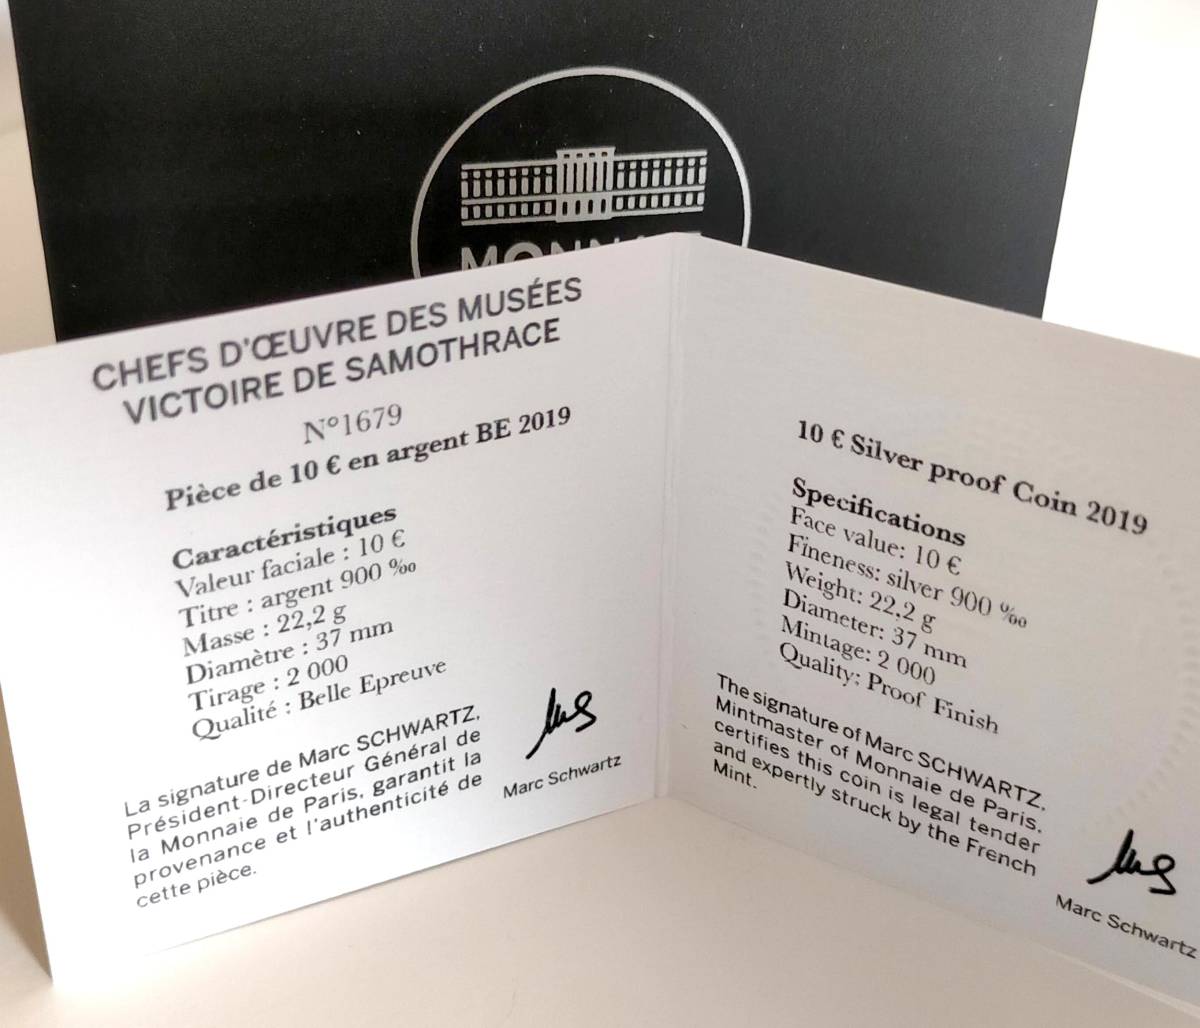 CHEFS D'ŒUVRE DES MUSÉES
VICTOIRE DE SAMOTHRACE
N°1679
Pièce de 10 € en argent BE 2019
Caractéristiques
Valeur faciale : 10 €
Titre : argent 900 ‰
Masse : 22,2 g
Diamètre : 37 mm
Tirage : 2 000
Qualité : Belle Epreuve
La signature de Marc SCHWARTZ,
Président-Directeur Général de
la Monnaie de Paris, garantit la
provenance et l'authenticité de
cette pièce.
Marc Schwartz
10 € Silver proof Coin 2019
Specifications
Face value: 10 €
Fineness: silver 900 ‰
Weight: 22,2 g
Diameter: 37 mm
Mintage: 2 000
Quality: Proof Finish
The signature of Marc SCHWARTZ,
Mintmaster of Monnaie de Paris,
certifies this coin is legal tender
and expertly struck by the French
Mint.
Marc Schwartz